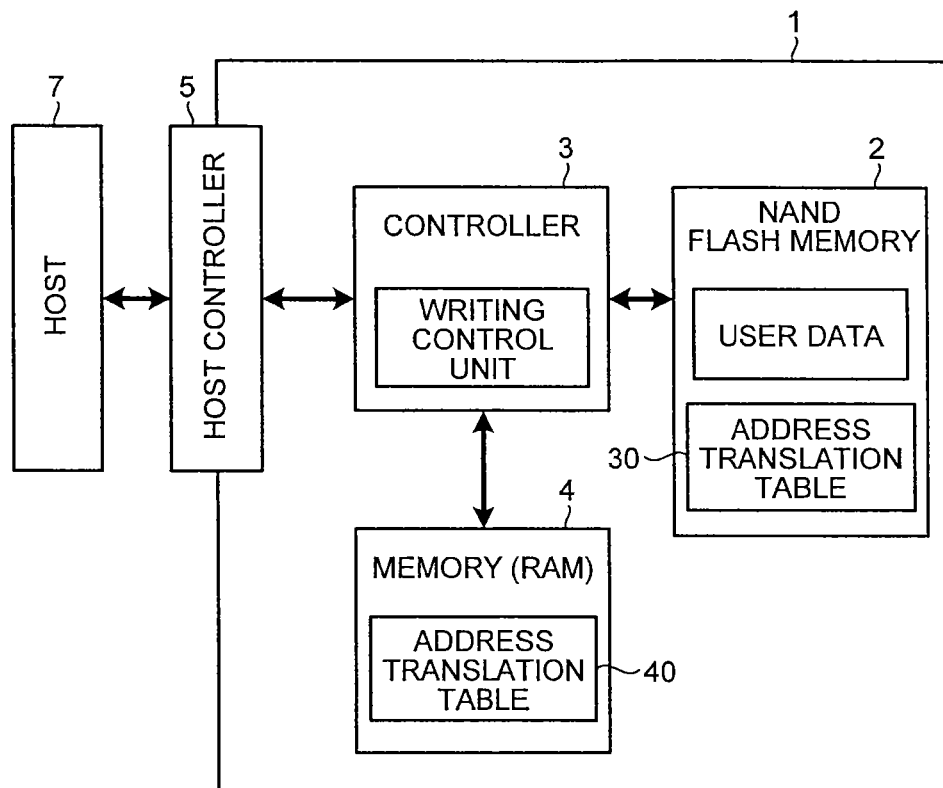 1
7
5
3
2
HOST
HOST CONTROLLER
CONTROLLER
WRITING
CONTROL
UNIT
NAND
FLASH MEMORY
USER DATA
30
ADDRESS
TRANSLATION
TABLE
4
MEMORY (RAM)
ADDRESS
TRANSLATION
TABLE
40